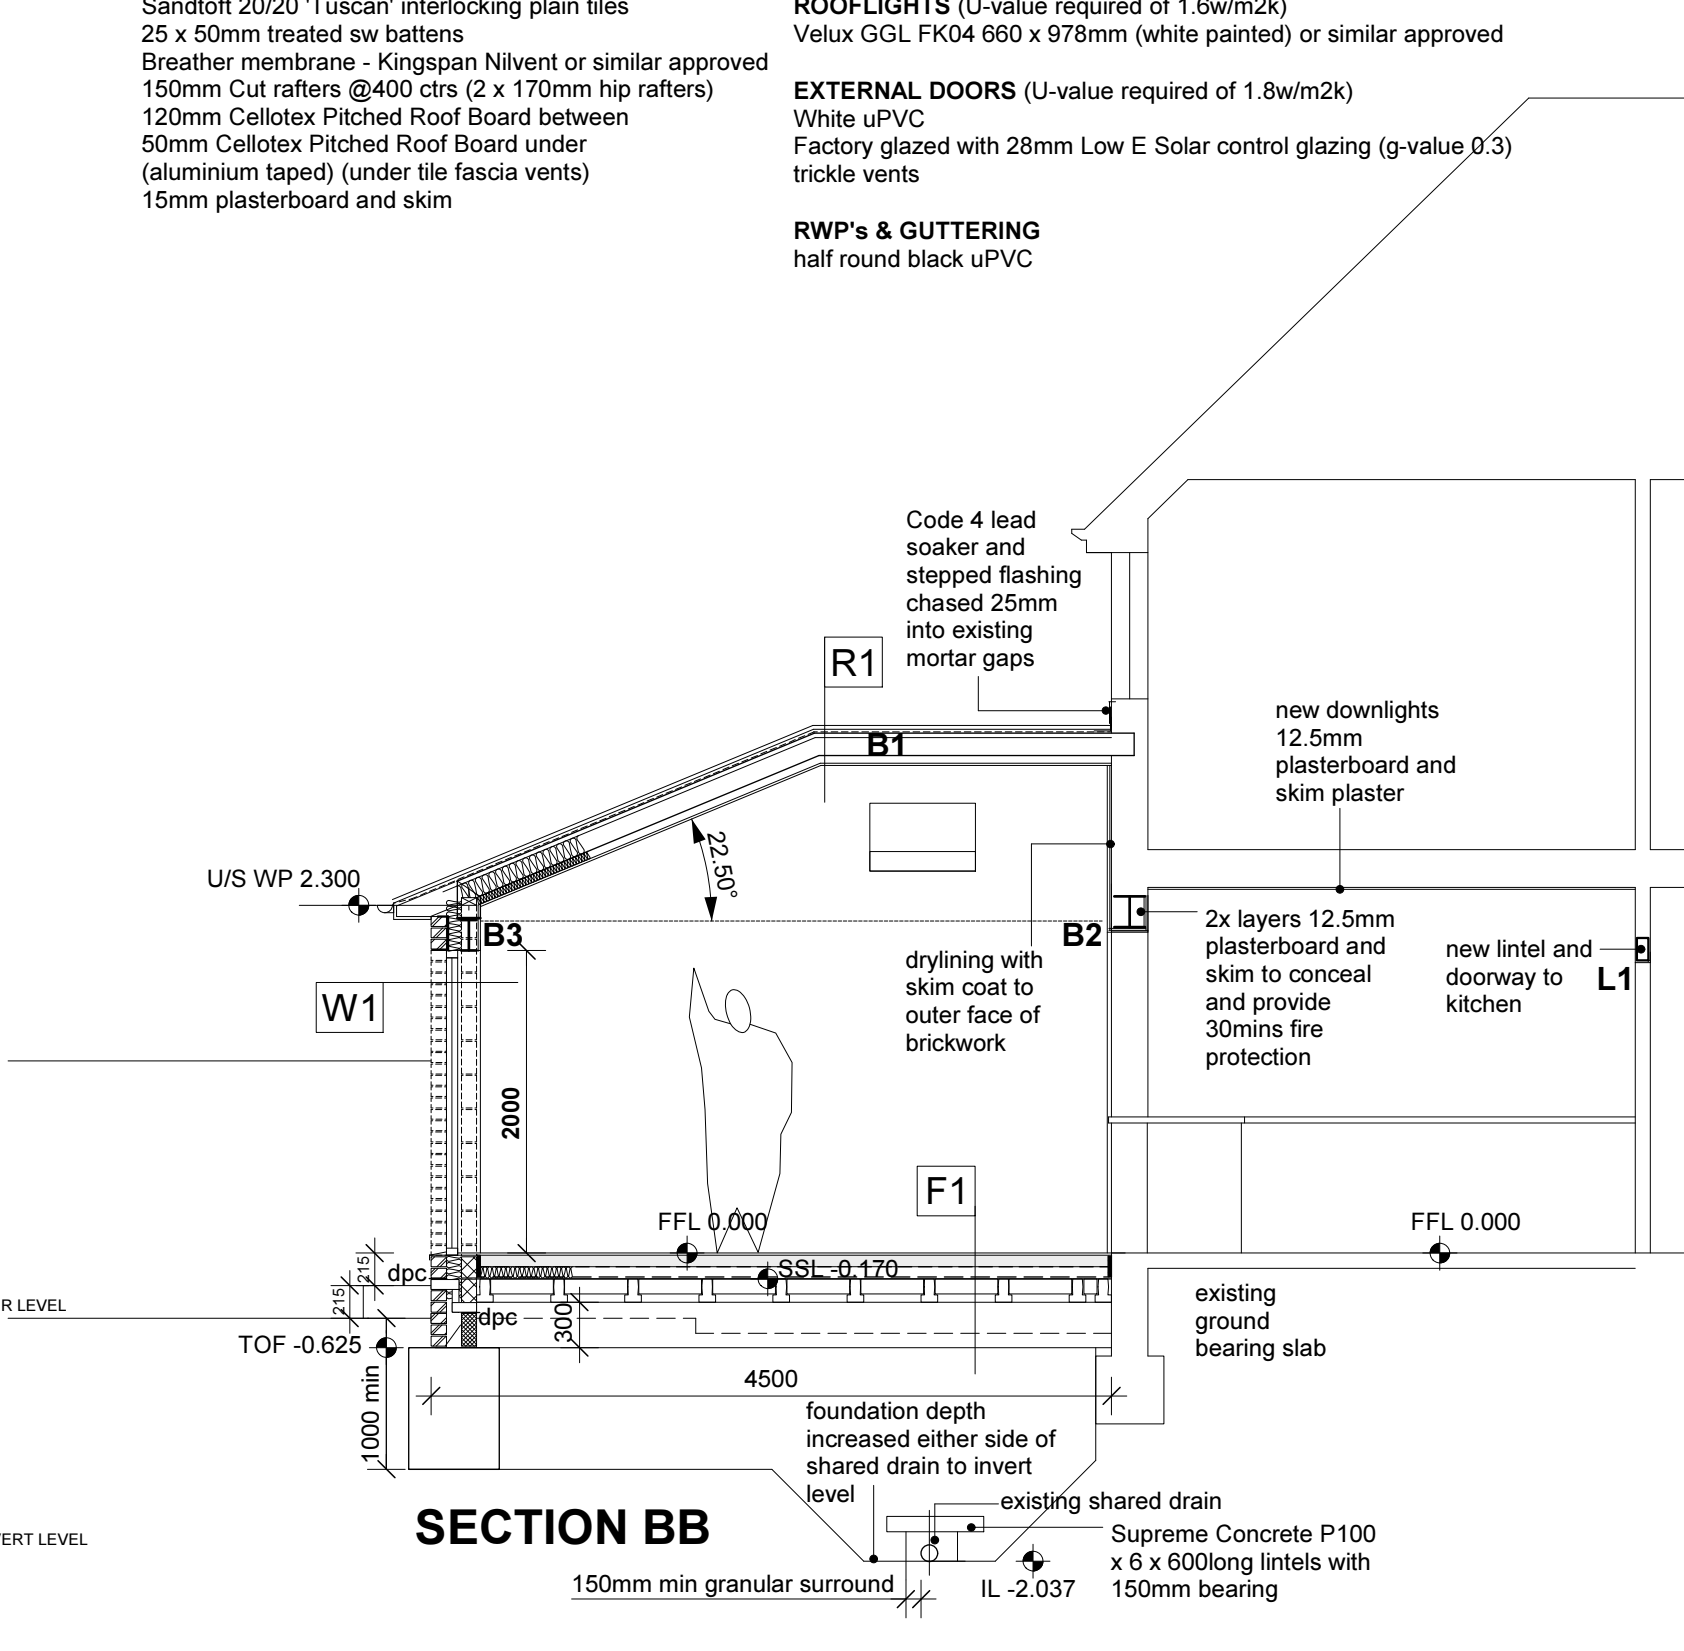 Sandtoft 20/20 'Tuscan' interlocking plain tiles
25 x 50mm treated sw battens
Breather membrane - Kingspan Nilvent or similar approved
150mm Cut rafters @400 ctrs (2 x 170mm hip rafters)
120mm Cellotex Pitched Roof Board between
50mm Cellotex Pitched Roof Board under
(aluminium taped) (under tile fascia vents)
15mm plasterboard and skim
ROOFLIGHTS (U-value required of 1.6w/m2k)
Velux GGL FK04 660 x 978mm (white painted) or similar approved
EXTERNAL DOORS (U-value required of 1.8w/m2k)
White uPVC
Factory glazed with 28mm Low E Solar control glazing (g-value 0.3)
trickle vents
RWP's & GUTTERING
half round black uPVC
Code 4 lead
soaker and
stepped flashing
chased 25mm
into existing
mortar gaps
R1
B1
new downlights
12.5mm
plasterboard and
skim plaster
22.50°
U/S WP 2.300
B3
B2
drylining with
skim coat to
outer face of
brickwork
2x layers 12.5mm
plasterboard and
skim to conceal
and provide
30mins fire
protection
new lintel and
doorway to
kitchen
L1
W1
2000
F1
FFL 0.000
FFL 0.000
SSL -0.170
215
dpc
215
R LEVEL
dpc
300
TOF -0.625
existing
ground
bearing slab
1000 min
4500
foundation depth
increased either side of
shared drain to invert
level
SECTION BB
existing shared drain
Supreme Concrete P100
x 6 x 600long lintels with
150mm bearing
VERT LEVEL
150mm min granular surround
IL -2.037